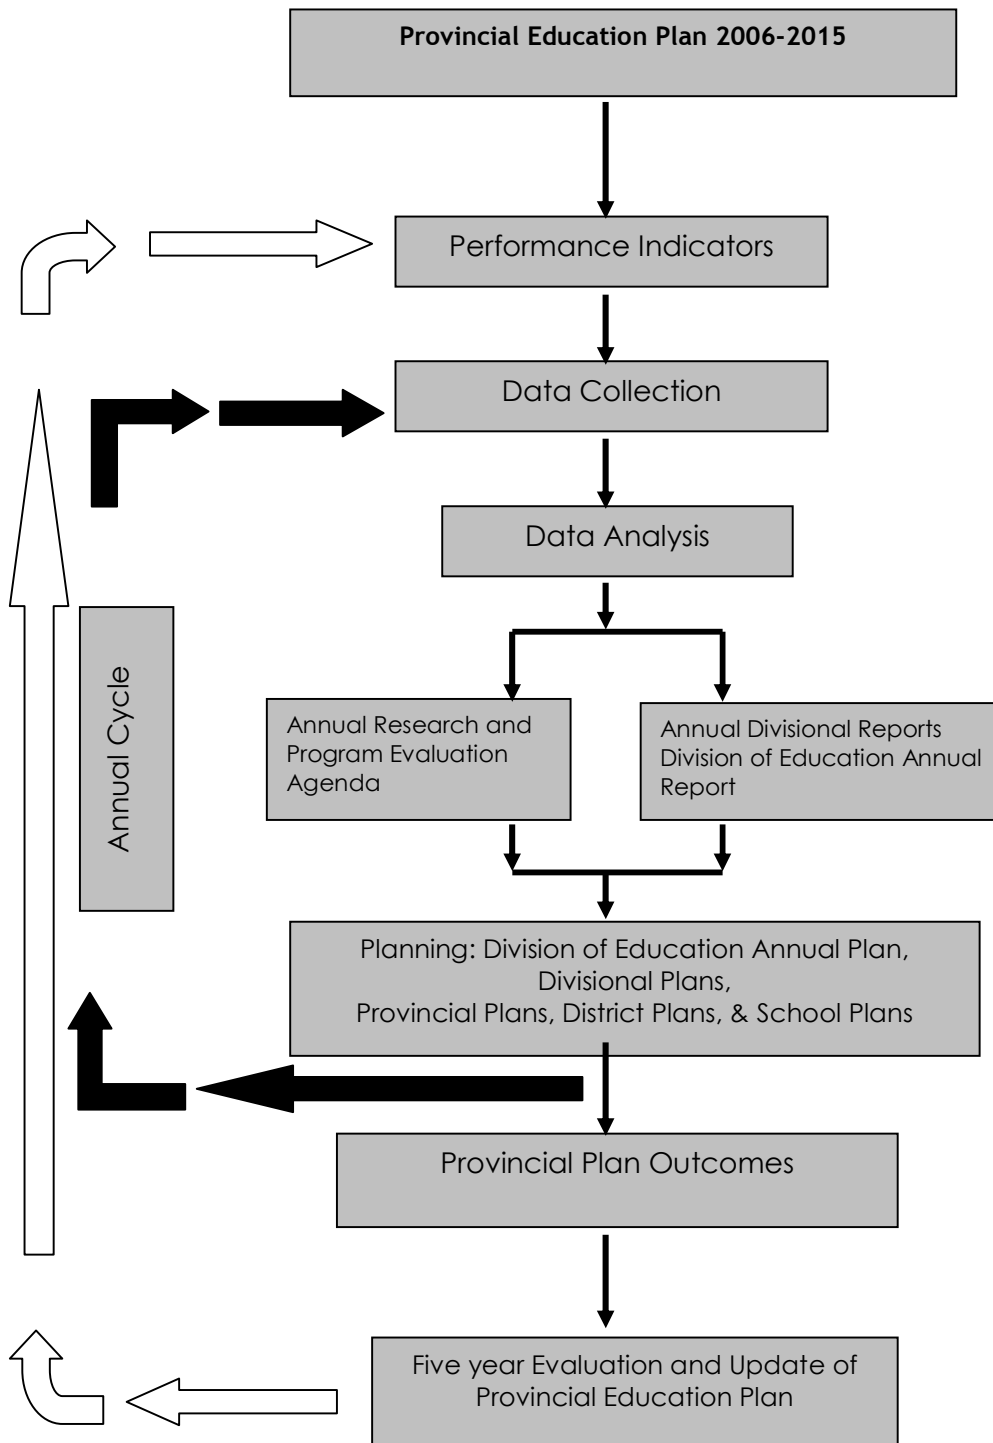 Provincial Education Plan 2006-2015
Performance Indicators
Data Collection
Data Analysis
Annual Cycle
Annual Research and
Program Evaluation
Agenda
Annual Divisional Reports
Division of Education Annual
Report
Planning: Division of Education Annual Plan,
Divisional Plans,
Provincial Plans, District Plans, & School Plans
Provincial Plan Outcomes
Five year Evaluation and Update of
Provincial Education Plan